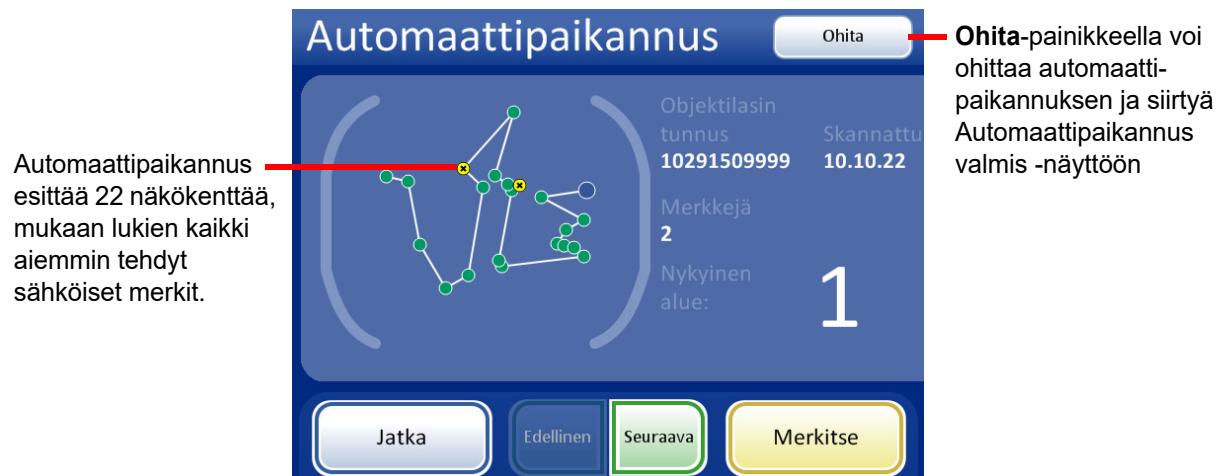 Automaattipaikannus
Ohita
Ohita-painikkeella voi
ohittaa automaatti-
paikannuksen ja siirtyä
Automaattipaikannus
valmis -näyttöön
Automaattipaikannus
esittää 22 näkökenttää,
mukaan lukien kaikki
aiemmin tehdyt
sähköiset merkit.
Objektilasin
tunnus
10291509999
Skannattu
10.10.22
Merkkejä
2
Nykyinen
alue:
1
Jatka
Edellinen
Seuraava
Merkitse